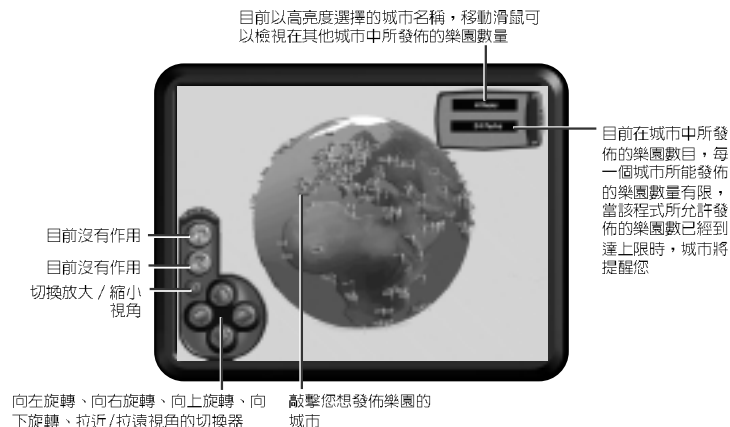 目前以高亮度選擇的城市名稱，移動滑鼠可
以檢視在其他城市中所發佈的樂園數量
目前在城市中所發
佈的樂園數目，每
一個城市所能發佈
的樂園數量有限，
當該程式所允許發
佈的樂園數已經到
達上限時，城市將
提醒您
目前沒有作用
目前沒有作用
切換放大 / 縮小
視角
向左旋轉、向右旋轉、向上旋轉、向
下旋轉、拉近/拉遠視角的切換器
敲擊您想發佈樂園的
城市